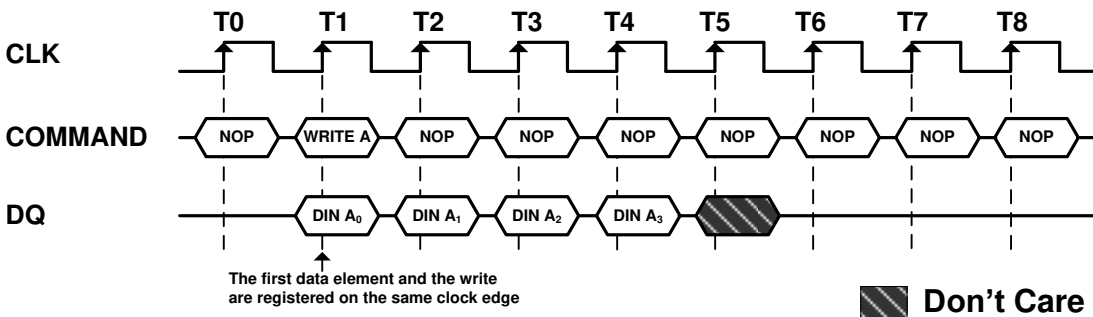 T0 T1 T2 T3 T4 T5 T6 T7 T8
CLK
COMMAND NOP WRITE A NOP NOP NOP NOP NOP NOP NOP
DQ DIN A₀ DIN A₁ DIN A₂ DIN A₃
The first data element and the write
are registered on the same clock edge
Don't Care